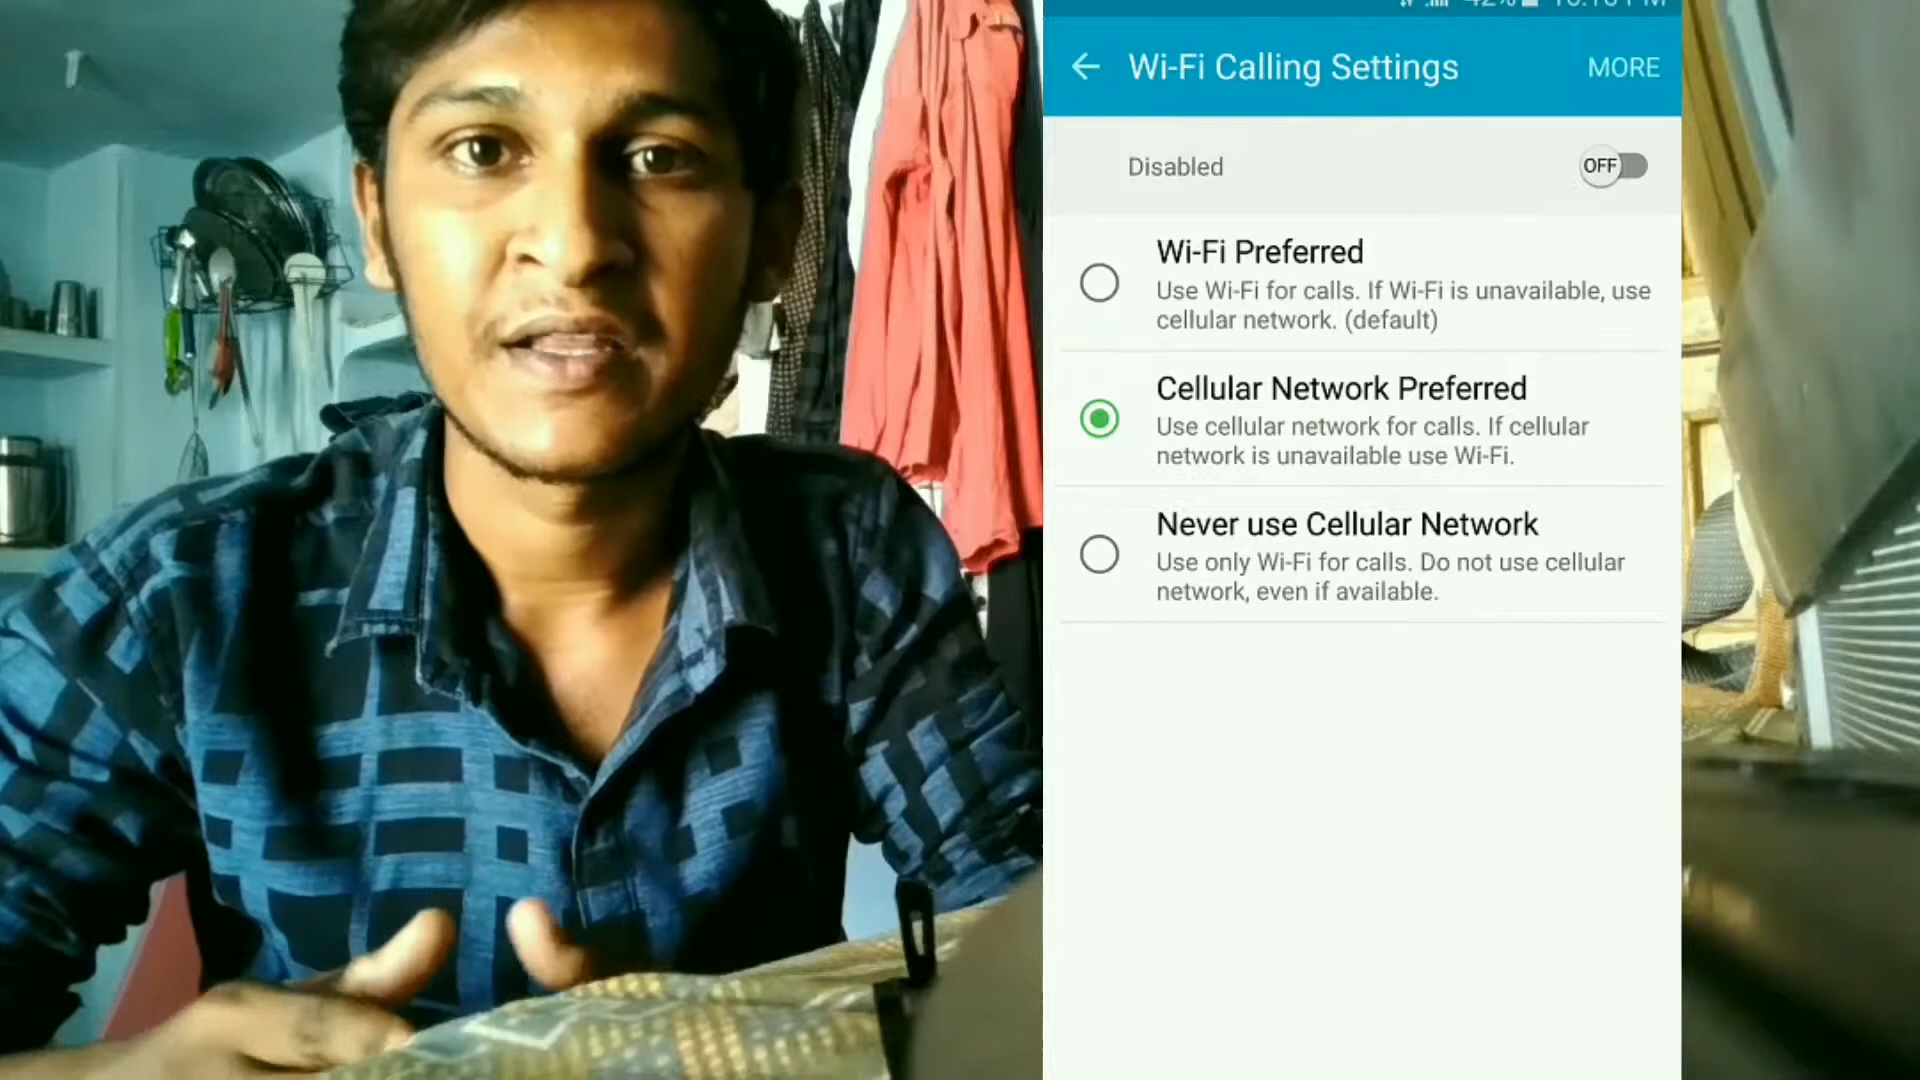 Wi-Fi Calling Settings
MORE
Disabled
OFF
Wi-Fi Preferred
Use Wi-Fi for calls. If Wi-Fi is unavailable, use
cellular network. (default)
Cellular Network Preferred
Use cellular network for calls. If cellular
network is unavailable use Wi-Fi.
Never use Cellular Network
Use only Wi-Fi for calls. Do not use cellular
network, even if available.